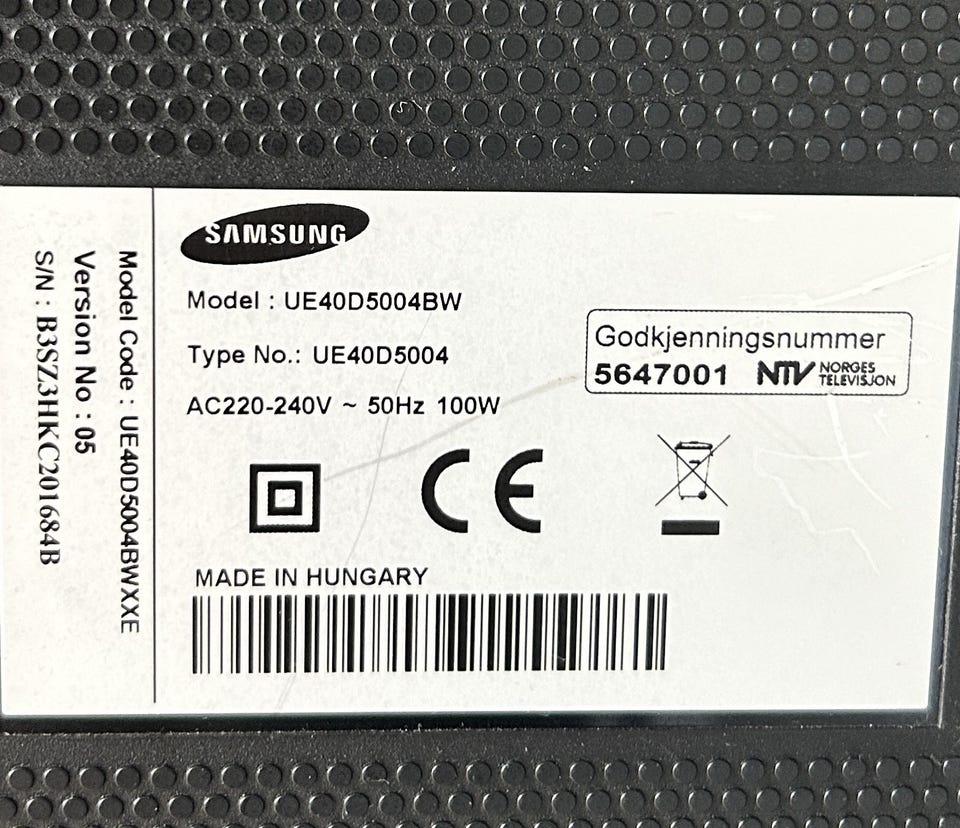 SAMSUNG
Model : UE40D5004BW
Type No.: UE40D5004
AC220-240V ~ 50Hz 100W
Godkjenningsnummer
5647001 NTV NORGES
TELEVISJON
CE
MADE IN HUNGARY
Model Code : UE40D5004BWXXE
Version No : 05
S/N : B3SZ3HKC201684B